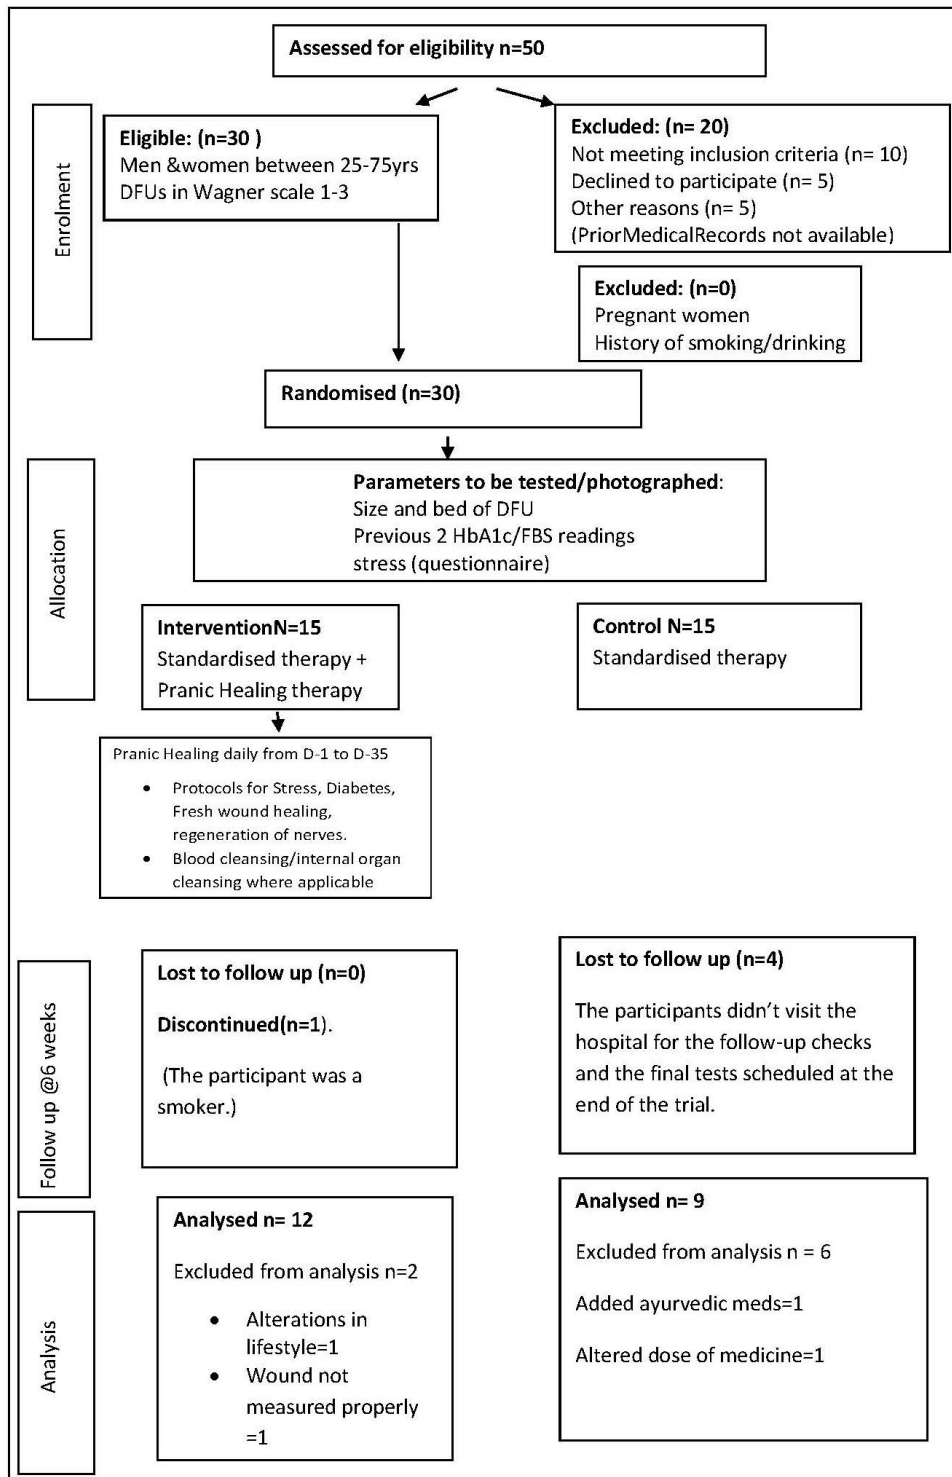 Assessed for eligibility n=50
Enrolment
Eligible: (n=30 )
Men &women between 25-75yrs
DFUs in Wagner scale 1-3
Excluded: (n= 20)
Not meeting inclusion criteria (n= 10)
Declined to participate (n= 5)
Other reasons (n= 5)
(PriorMedicalRecords not available)
Excluded: (n=0)
Pregnant women
History of smoking/drinking
Randomised (n=30)
Allocation
Parameters to be tested/photographed:
Size and bed of DFU
Previous 2 HbA1c/FBS readings
stress (questionnaire)
InterventionN=15
Standardised therapy +
Pranic Healing therapy
Control N=15
Standardised therapy
Pranic Healing daily from D-1 to D-35
• Protocols for Stress, Diabetes,
Fresh wound healing,
regeneration of nerves.
• Blood cleansing/internal organ
cleansing where applicable
Follow up @6 weeks
Lost to follow up (n=0)
Discontinued(n=1).
(The participant was a
smoker.)
Lost to follow up (n=4)
The participants didn't visit the
hospital for the follow-up checks
and the final tests scheduled at the
end of the trial.
Analysis
Analysed n= 12
Excluded from analysis n=2
• Alterations in
lifestyle=1
• Wound not
measured properly
=1
Analysed n= 9
Excluded from analysis n = 6
Added ayurvedic meds=1
Altered dose of medicine=1